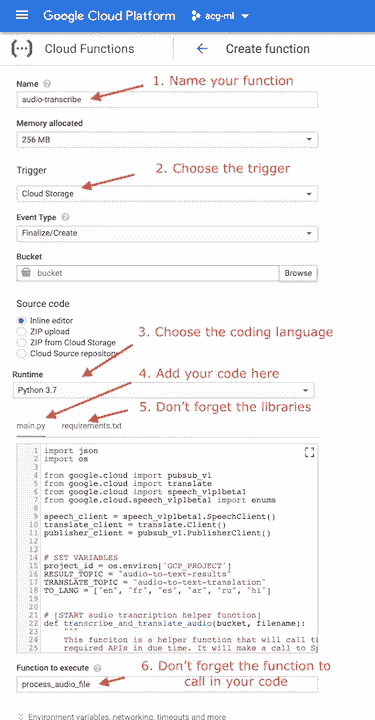 Google Cloud Platform acg-ml
Cloud Functions Create function
Name
1. Name your function
audio-transcribe
Memory allocated
256 MB
Trigger
2. Choose the trigger
Cloud Storage
Event Type
Finalize/Create
Bucket
bucket Browse
Source code
Inline editor
ZIP upload
ZIP from Cloud Storage
3. Choose the coding language
Cloud Source repository
Runtime
4. Add your code here
Python 3.7
5. Don't forget the libraries
main.py requirements.txt
1 import json
2 import os
3
4 from google.cloud import pubsub_v1
5 from google.cloud import translate
6 from google.cloud import speech_v1p1beta1
7 from google.cloud.speech_v1p1beta1 import enums
8
9 speech_client = speech_v1p1beta1.SpeechClient()
10 translate_client = translate.Client()
11 publisher_client = pubsub_v1.PublisherClient()
12
13
14 # SET VARIABLES
15 project_id = os.environ['GCP_PROJECT']
16 RESULT_TOPIC = "audio-to-text-results"
17 TRANSLATE_TOPIC = "audio-to-text-translation"
18 TO_LANG = ["en", "fr", "es", "ar", "ru", "hi"]
19
20
21 # [START audio trancription helper function]
22 def transcribe_and_translate_audio(bucket, filename):
23 """
24 This funciton is a helper function that will call th
25 required APIs in due time. It will make a call to Sp
Function to execute
6. Don't forget the function to
call in your code
process_audio_file
Environment variables, networking, timeouts and more